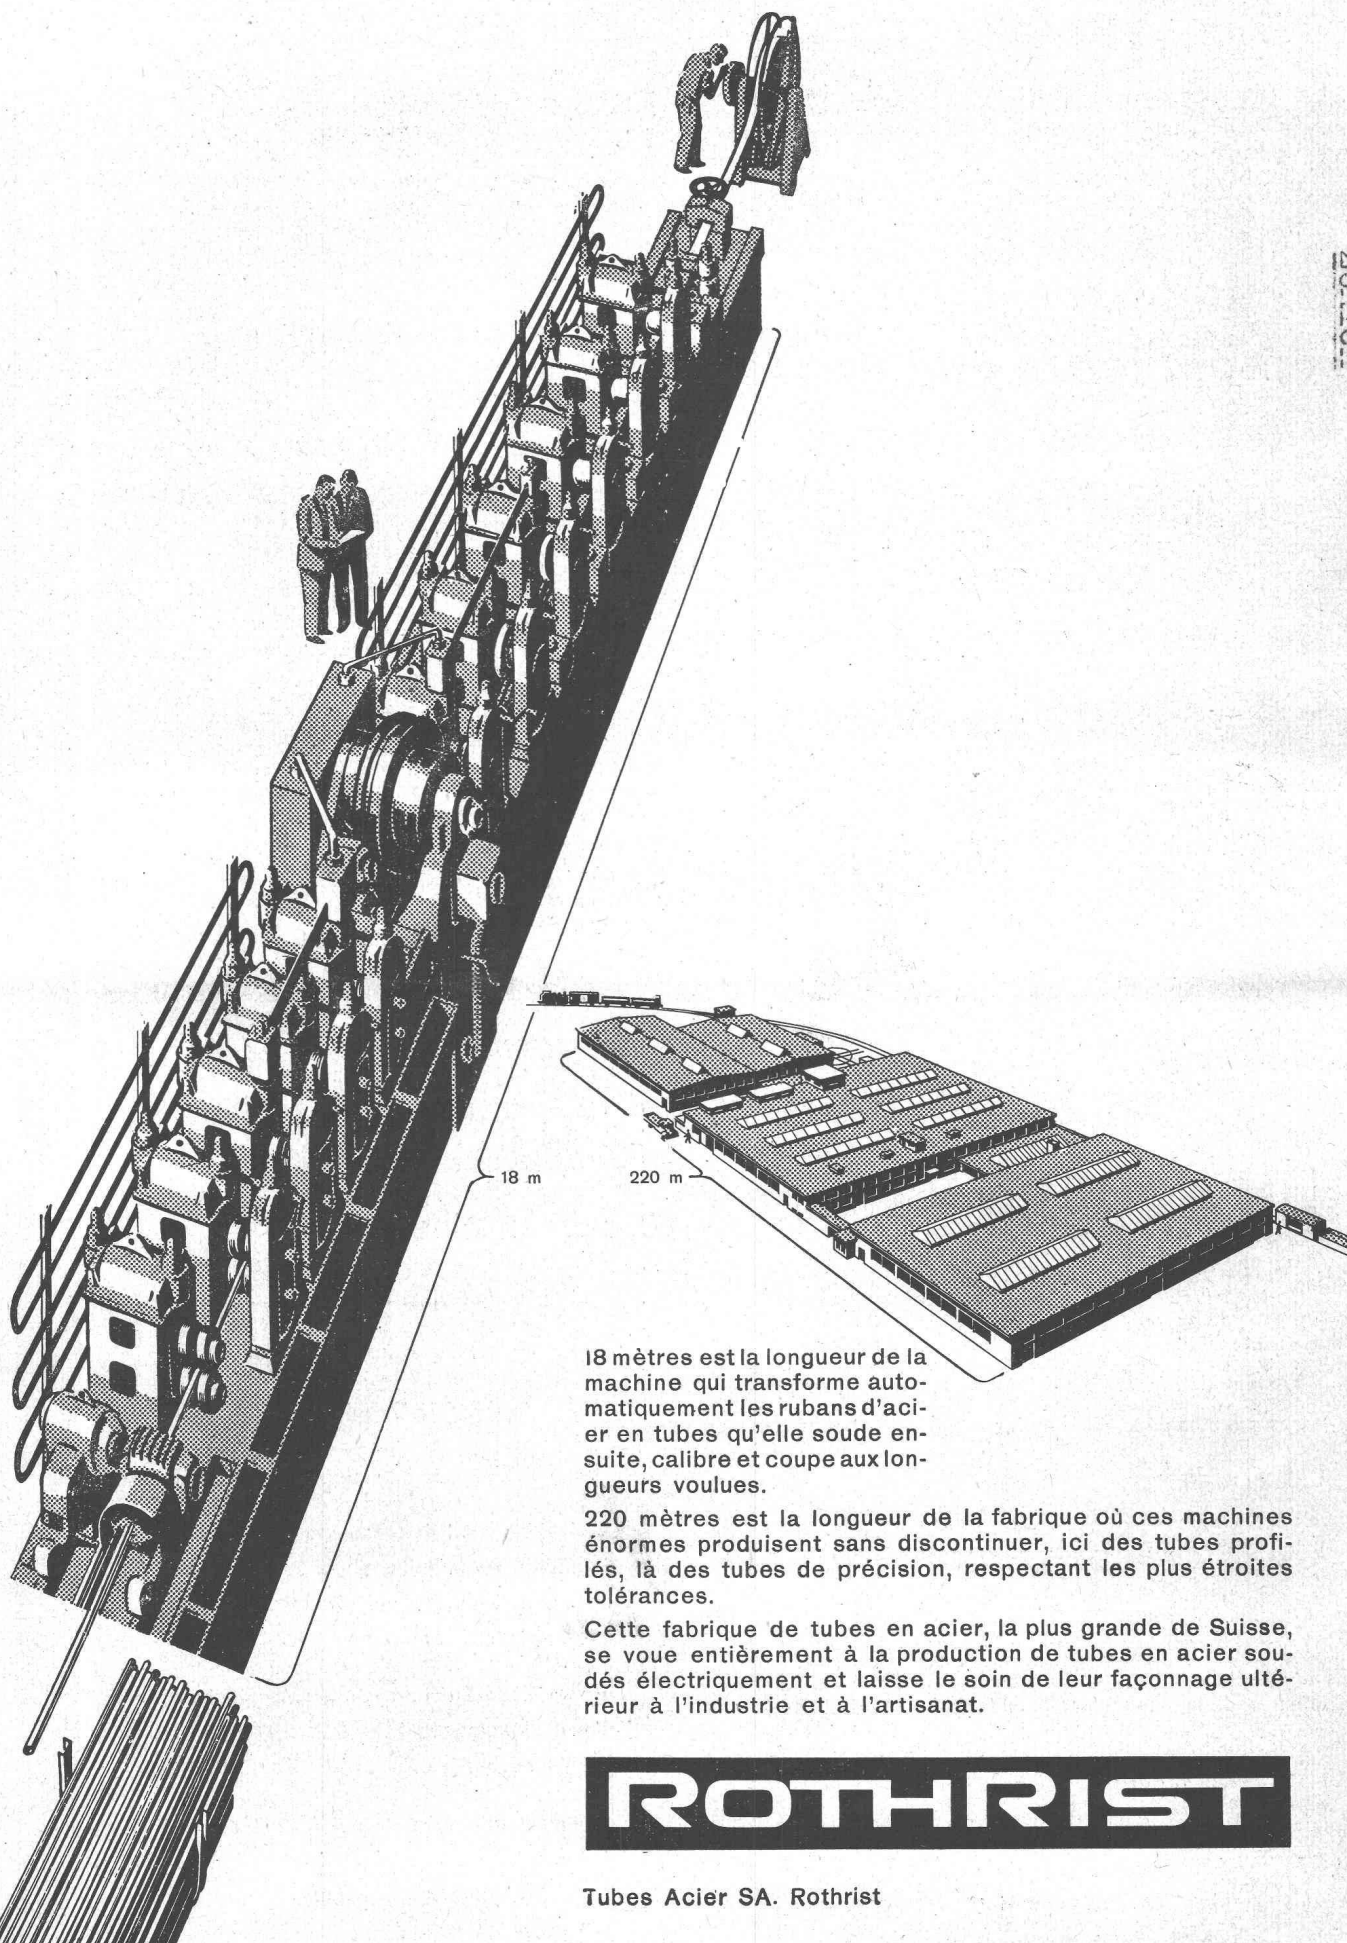 18 m
220 m
18 mètres est la longueur de la
machine qui transforme auto-
matiquement les rubans d'aci-
er en tubes qu'elle soude en-
suite, calibre et coupe aux lon-
gueurs voulues.
220 mètres est la longueur de la fabrique où ces machines
énormes produisent sans discontinuer, ici des tubes profi-
lés, là des tubes de précision, respectant les plus étroites
tolérances.
Cette fabrique de tubes en acier, la plus grande de Suisse,
se voue entièrement à la production de tubes en acier sou-
dés électriquement et laisse le soin de leur façonnage ulté-
rieur à l'industrie et à l'artisanat.
ROTHRIST
Tubes Acier SA. Rothrist